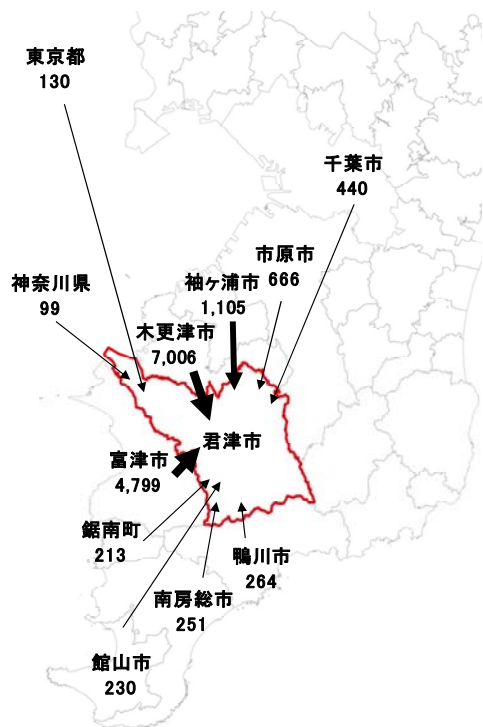 東京都
130
千葉市
440
市原市
666
袖ヶ浦市
1,105
神奈川県
99
木更津市
7,006
君津市
富津市
4,799
鋸南町
213
鴨川市
264
南房総市
251
館山市
230